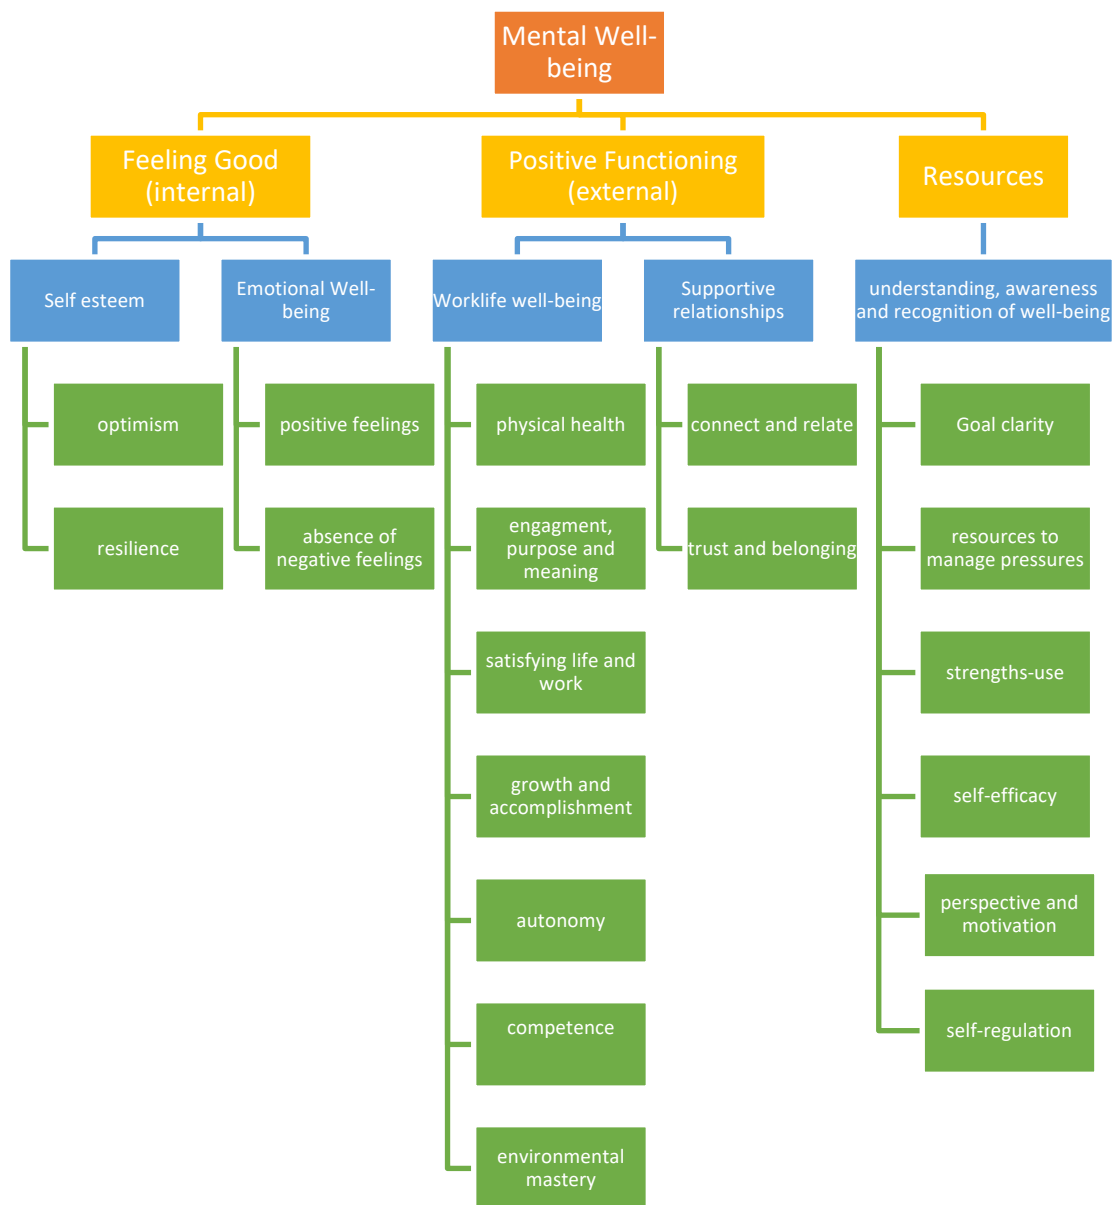 Mental Well-
being
Feeling Good
(internal)
Positive Functioning
(external)
Resources
Self esteem
Emotional Well-
being
Worklife well-being
Supportive
relationships
understanding, awareness
and recognition of well-being
optimism
positive feelings
physical health
connect and relate
Goal clarity
resilience
absence of
negative feelings
engagment,
purpose and
meaning
trust and belonging
resources to
manage pressures
satisfying life and
work
strengths-use
growth and
accomplishment
self-efficacy
autonomy
perspective and
motivation
competence
self-regulation
environmental
mastery